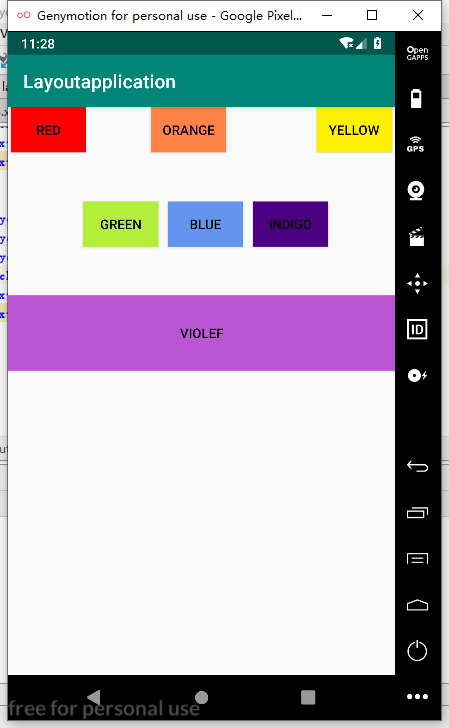 Genymotion for personal use - Google Pixel...
11:28
Layoutapplication
RED
ORANGE
YELLOW
GREEN
BLUE
INDIGO
VIOLEF
Open
GAPPS
GPS
ID
free for personal use